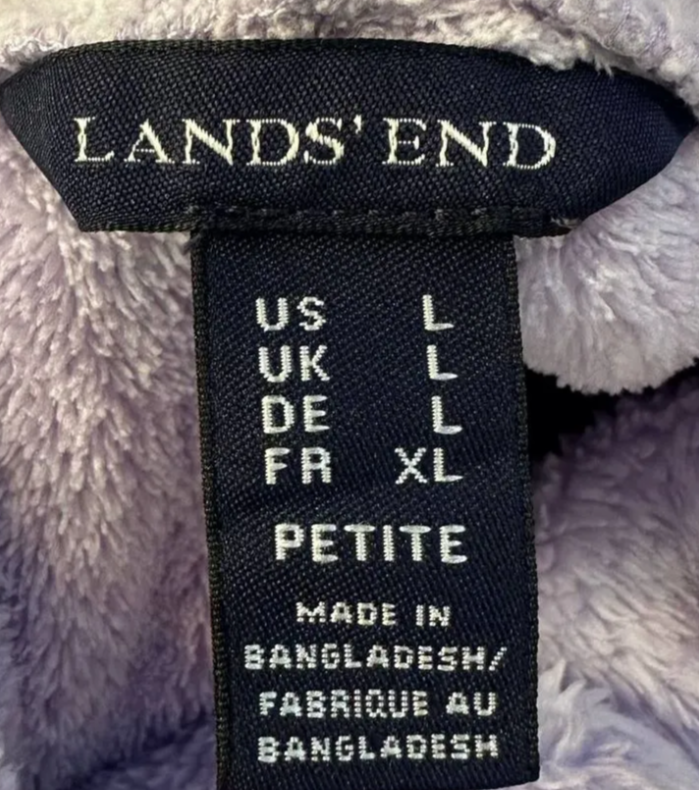 LANDS' END
US L
UK L
DE L
FR XL
PETITE
MADE IN
BANGLADESH/
FABRIQUE AU
BANGLADESH